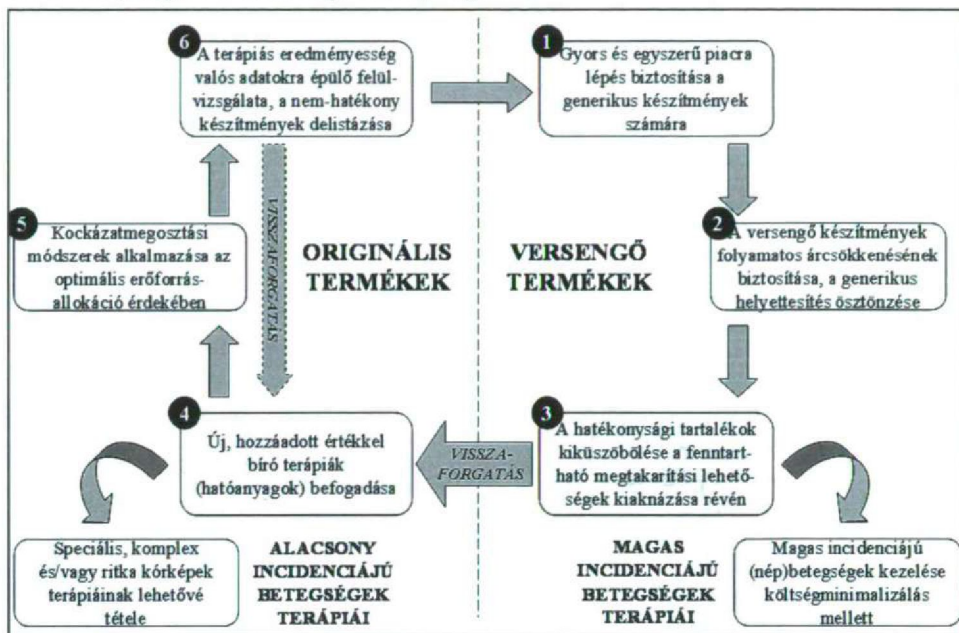 6
A terápiás eredményesség
valós adatokra épülő felül-
vizsgálata, a nem-hatékony
készítmények delistázása
1
Gyors és egyszerű piacra
lépés biztosítása a
generikus készítmények
számára
5
Kockázatmegosztási
módszerek alkalmazása az
optimális erőforrás-
allokáció érdekében
VISSZAFORGATÁS
ORIGINÁLIS
TERMÉKEK
VERSENGŐ
TERMÉKEK
2
A versengő készítmények
folyamatos árcsökkenésének
biztosítása, a generikus
helyettesítés ösztönzése
4
Új, hozzáadott értékkel
bíró terápiák
(hatóanyagok) befogadása
VISSZA-
FORGATÁS
3
A hatékonysági tartalékok
kiküszöbölése a fenntart-
ható megtakarítási lehető-
ségek kiaknázása révén
Speciális, komplex
és/vagy ritka kórképek
terápiáinak lehetővé
tétele
ALACSONY
INCIDENCIÁJÚ
BETEGSÉGEK
TERÁPIÁI
MAGAS
INCIDENCIÁJÚ
BETEGSÉGEK
TERÁPIÁI
Magas incidenciájú
(nép)betegségek kezelése
költségminimalizálás
mellett